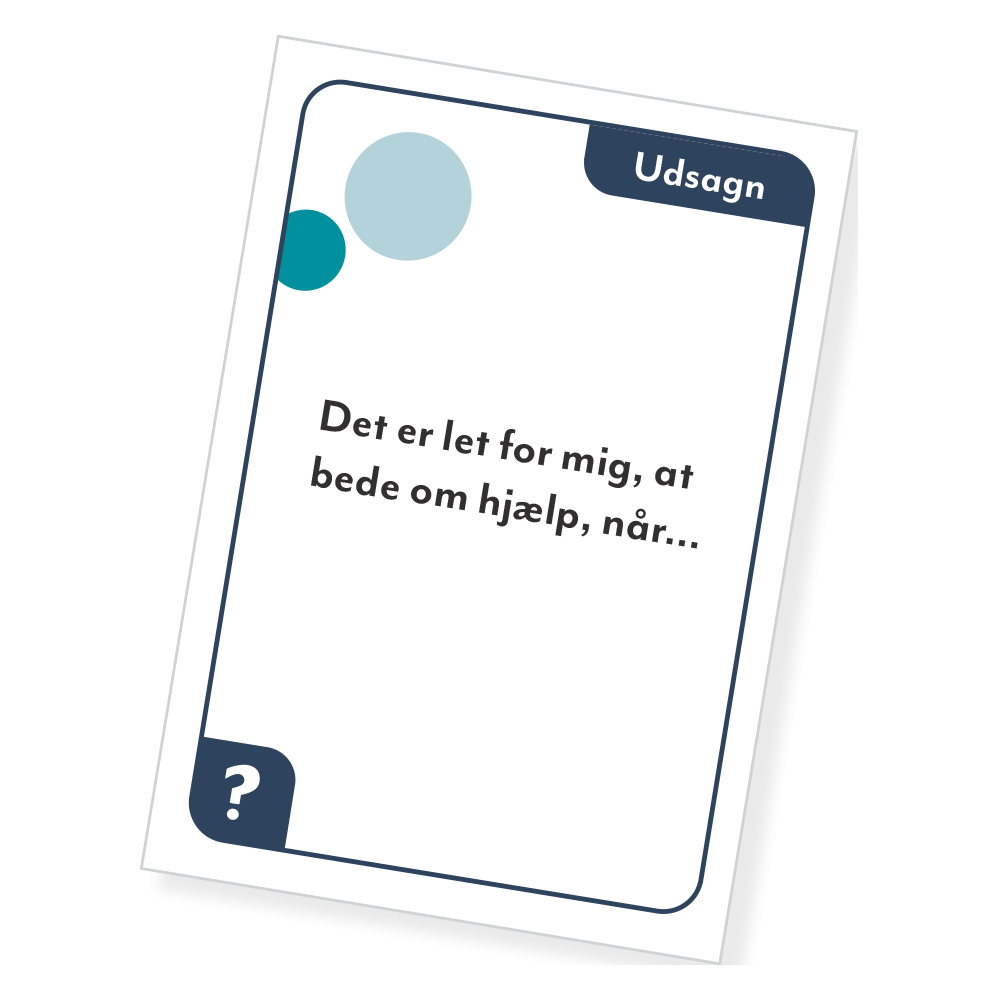 Udsagn
Det er let for mig, at
bede om hjælp, når...
?